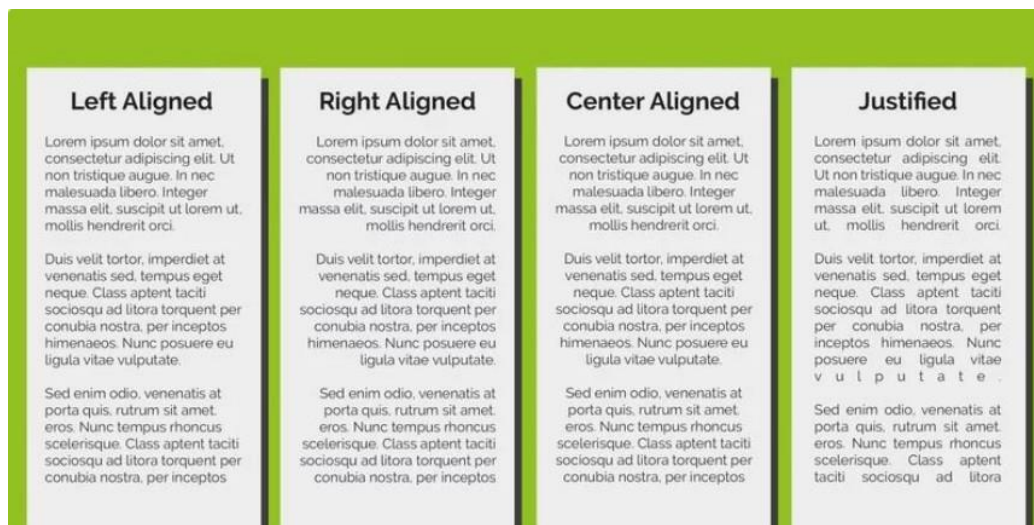 Left Aligned
Lorem ipsum dolor sit amet,
consectetur adipiscing elit. Ut
non tristique augue. In nec
malesuada libero. Integer
massa elit, suscipit ut lorem ut,
mollis hendrerit orci.
Duis velit tortor, imperdiet at
venenatis sed, tempus eget
neque. Class aptent taciti
sociosqu ad litora torquent per
conubia nostra, per inceptos
himenaeos. Nunc posuere eu
ligula vitae vulputate.
Sed enim odio, venenatis at
porta quis, rutrum sit amet.
eros. Nunc tempus rhoncus
scelerisque. Class aptent taciti
sociosqu ad litora torquent per
conubia nostra, per inceptos
Right Aligned
Lorem ipsum dolor sit amet,
consectetur adipiscing elit. Ut
non tristique augue. In nec
malesuada libero. Integer
massa elit, suscipit ut lorem ut,
mollis hendrerit orci.
Duis velit tortor, imperdiet at
venenatis sed, tempus eget
neque. Class aptent taciti
sociosqu ad litora torquent per
conubia nostra, per inceptos
himenaeos. Nunc posuere eu
ligula vitae vulputate.
Sed enim odio, venenatis at
porta quis, rutrum sit amet.
eros. Nunc tempus rhoncus
scelerisque. Class aptent taciti
sociosqu ad litora torquent per
conubia nostra, per inceptos
Center Aligned
Lorem ipsum dolor sit amet,
consectetur adipiscing elit. Ut
non tristique augue. In nec
malesuada libero. Integer
massa elit, suscipit ut lorem ut,
mollis hendrerit orci.
Duis velit tortor, imperdiet at
venenatis sed, tempus eget
neque. Class aptent taciti
sociosqu ad litora torquent per
conubia nostra, per inceptos
himenaeos. Nunc posuere eu
ligula vitae vulputate.
Sed enim odio, venenatis at
porta quis, rutrum sit amet.
eros. Nunc tempus rhoncus
scelerisque. Class aptent taciti
sociosqu ad litora torquent per
conubia nostra, per inceptos
Justified
Lorem ipsum dolor sit amet,
consectetur adipiscing elit.
Ut non tristique augue. In nec
malesuada libero. Integer
massa elit, suscipit ut lorem
ut, mollis hendrerit orci.
Duis velit tortor, imperdiet at
venenatis sed, tempus eget
neque. Class aptent taciti
sociosqu ad litora torquent
per conubia nostra, per
inceptos himenaeos. Nunc
posuere eu ligula vitae
vulputate.
Sed enim odio, venenatis at
porta quis, rutrum sit amet.
eros. Nunc tempus rhoncus
scelerisque. Class aptent
taciti sociosqu ad litora